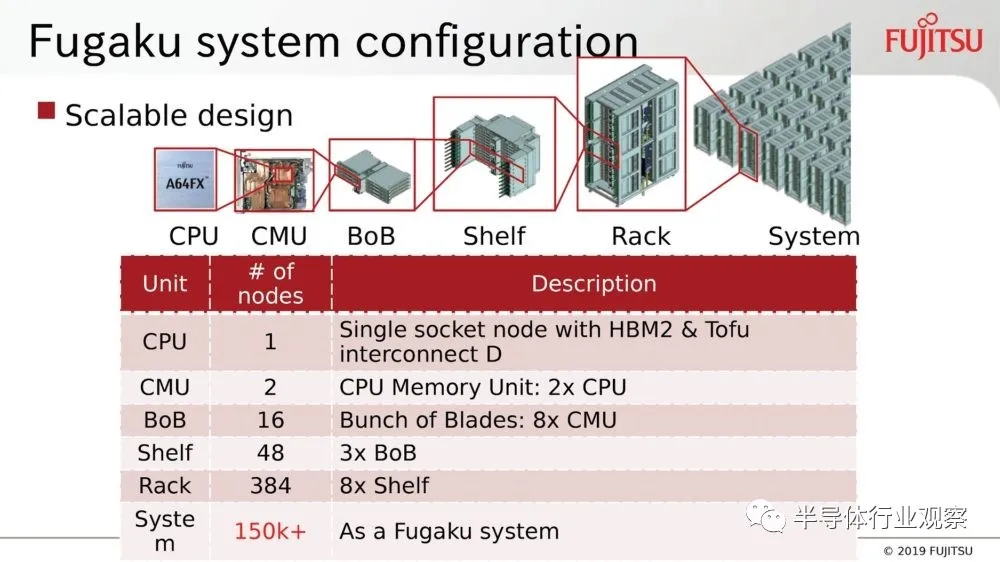 Fugaku system configuration
FUJITSU
Scalable design
FUJITSU
A64FX™
CPU CMU BoB Shelf Rack System
Unit # of nodes Description
CPU 1 Single socket node with HBM2 & Tofu
interconnect D
CMU 2 CPU Memory Unit: 2x CPU
BoB 16 Bunch of Blades: 8x CMU
Shelf 48 3x BoB
Rack 384 8x Shelf
Syste
m 150k+ As a Fugaku system
半导体行业观察
© 2019 FUJITSU